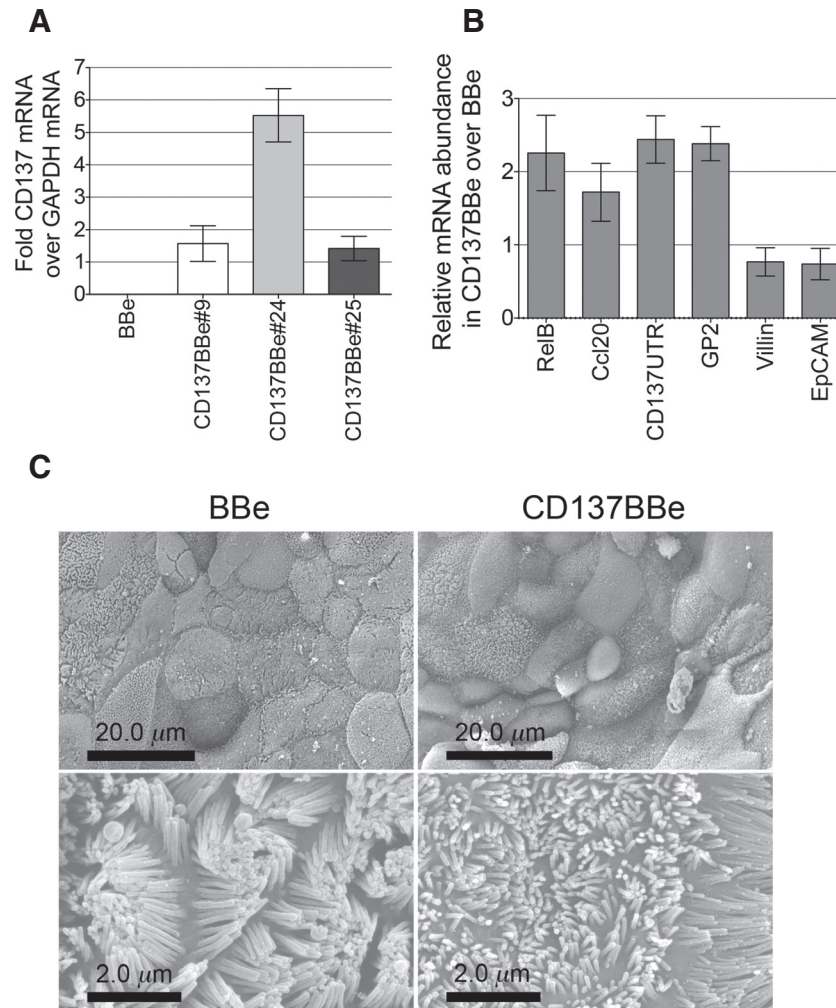 A
Fold CD137 mRNA
over GAPDH mRNA
7
6
5
4
3
2
1
0
BBe
CD137BBe#9
CD137BBe#24
CD137BBe#25
B
Relative mRNA abundance
in CD137BBe over BBe
3
2
1
0
RelB
Ccl20
CD137UTR
GP2
Villin
EpCAM
C
BBe
CD137BBe
20.0 μm
20.0 μm
2.0 μm
2.0 μm